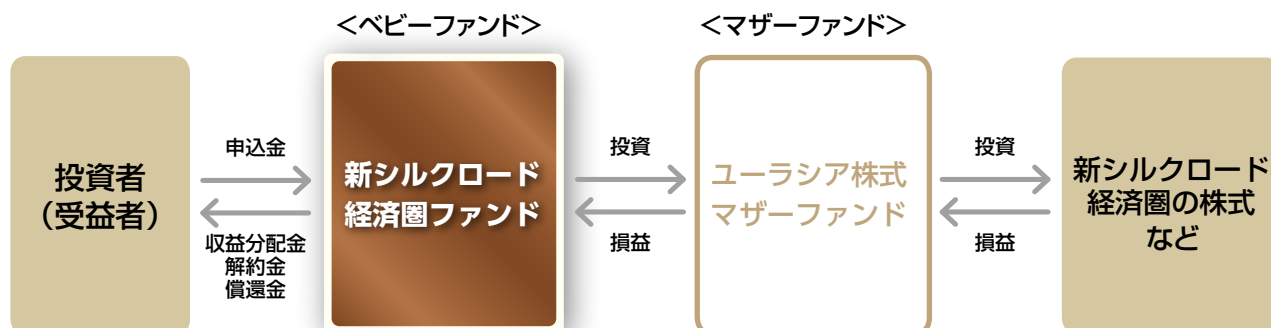 ＜ベビーファンド＞
＜マザーファンド＞
投資者
（受益者）
申込金
収益分配金
解約金
償還金
新シルクロード
経済圏ファンド
投資
損益
ユーラシア株式
マザーファンド
投資
損益
新シルクロード
経済圏の株式
など